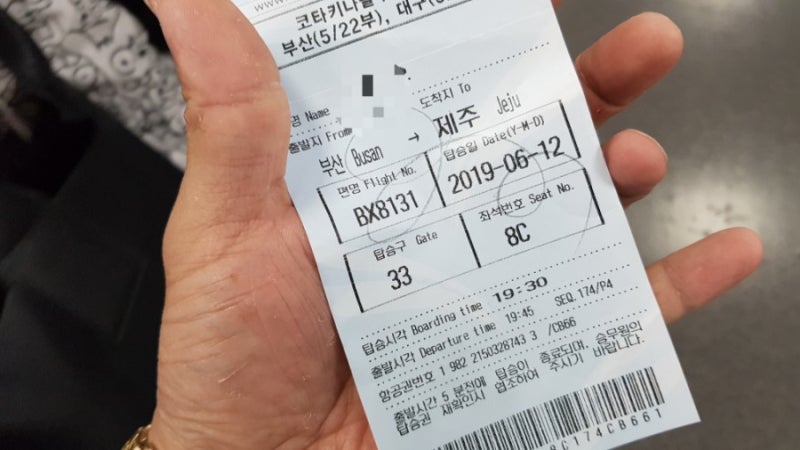 코타키나발
부산(5/22부), 대구(
명 Name
출발지 From
도착지 To
부산 Busan → 제주 Jeju
편명 Flight No.
탑승일 Date(Y-M-D)
BX8131
2019-06-12
탑승구 Gate
좌석번호 Seat No.
33
8C
탑승시각 Boarding time 19:30
출발시각 Departure time 19:45 SEQ. 174/P4
항공권번호 1 982 2150328743 3 /CB66
출발시간 5 분전에 탑승이 종료되며, 승무원의
탑승권 재확인시 협조하여 주시기 바랍니다.
8C174CB661